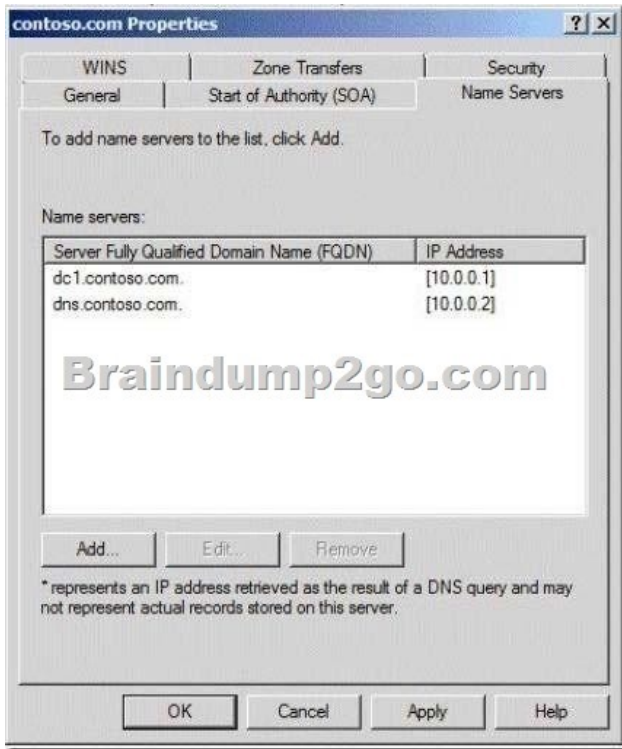 contoso.com Properties
? ×
WINS Zone Transfers Security
General Start of Authority (SOA) Name Servers
To add name servers to the list, click Add.
Name servers:
Server Fully Qualified Domain Name (FQDN) IP Address
dc1.contoso.com. [10.0.0.1]
dns.contoso.com. [10.0.0.2]
Braindump2go.com
Add... Edit... Remove
* represents an IP address retrieved as the result of a DNS query and may
not represent actual records stored on this server.
OK Cancel Apply Help